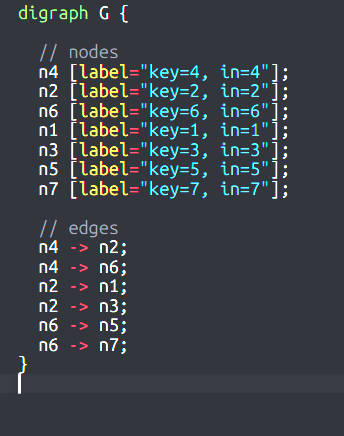 digraph G {
// nodes
n4 [label="key=4, in=4"];
n2 [label="key=2, in=2"];
n6 [label="key=6, in=6"];
n1 [label="key=1, in=1"];
n3 [label="key=3, in=3"];
n5 [label="key=5, in=5"];
n7 [label="key=7, in=7"];
// edges
n4 -> n2;
n4 -> n6;
n2 -> n1;
n2 -> n3;
n6 -> n5;
n6 -> n7;
}